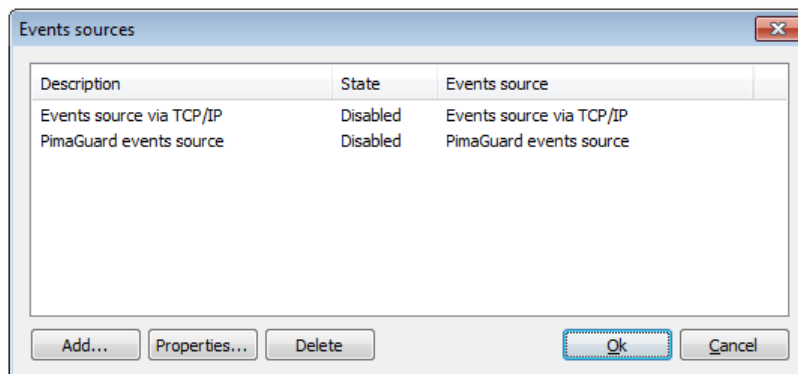 Events sources
Description State Events source
Events source via TCP/IP Disabled Events source via TCP/IP
PimaGuard events source Disabled PimaGuard events source
Add... Properties... Delete Ok Cancel